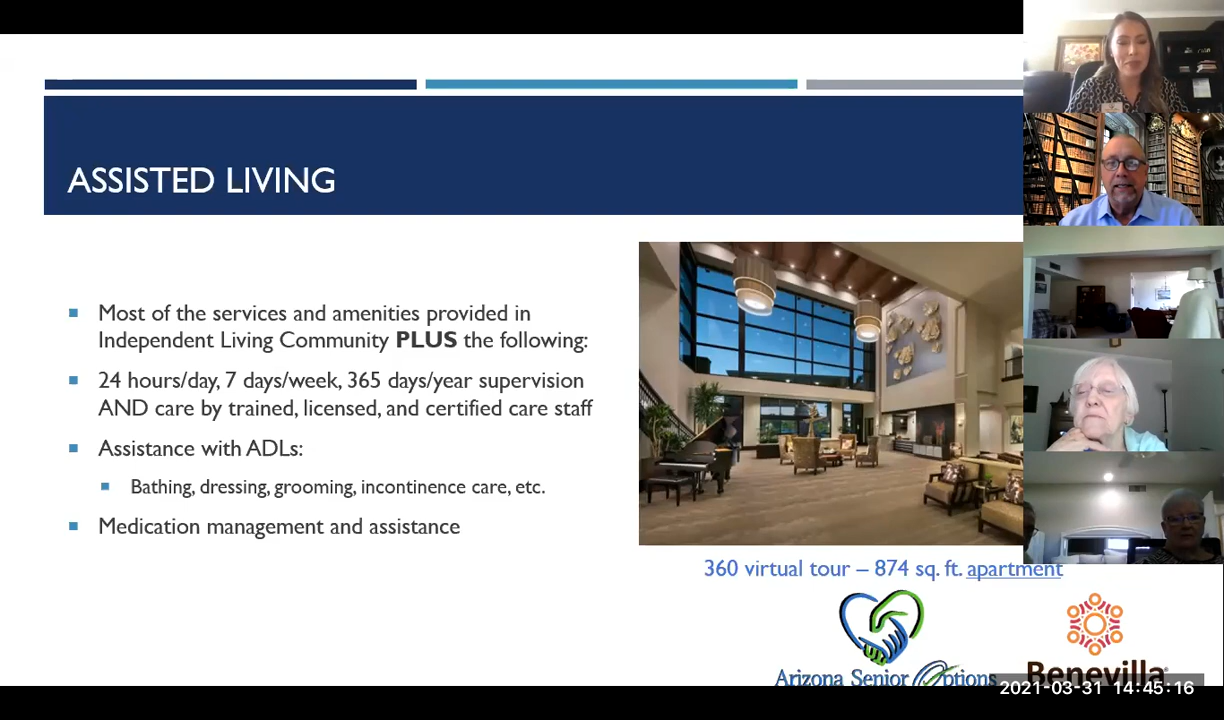 ASSISTED LIVING
Most of the services and amenities provided in
Independent Living Community PLUS the following:
24 hours/day, 7 days/week, 365 days/year supervision
AND care by trained, licensed, and certified care staff
Assistance with ADLs:
Bathing, dressing, grooming, incontinence care, etc.
Medication management and assistance
360 virtual tour – 874 sq. ft. apartment
Arizona Senior Options
Benevilla
2021-03-31 14:45:16